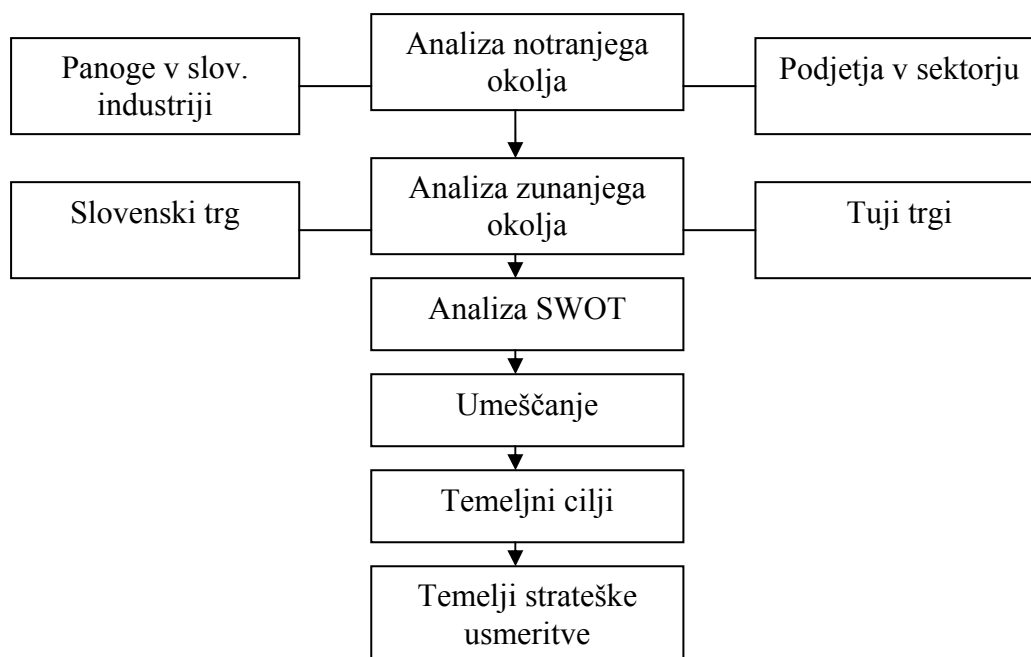 Panoge v slov.
industriji
Analiza notranjega
okolja
Podjetja v sektorju
Slovenski trg
Analiza zunanjega
okolja
Tuji trgi
Analiza SWOT
Umeščanje
Temeljni cilji
Temelji strateške
usmeritve